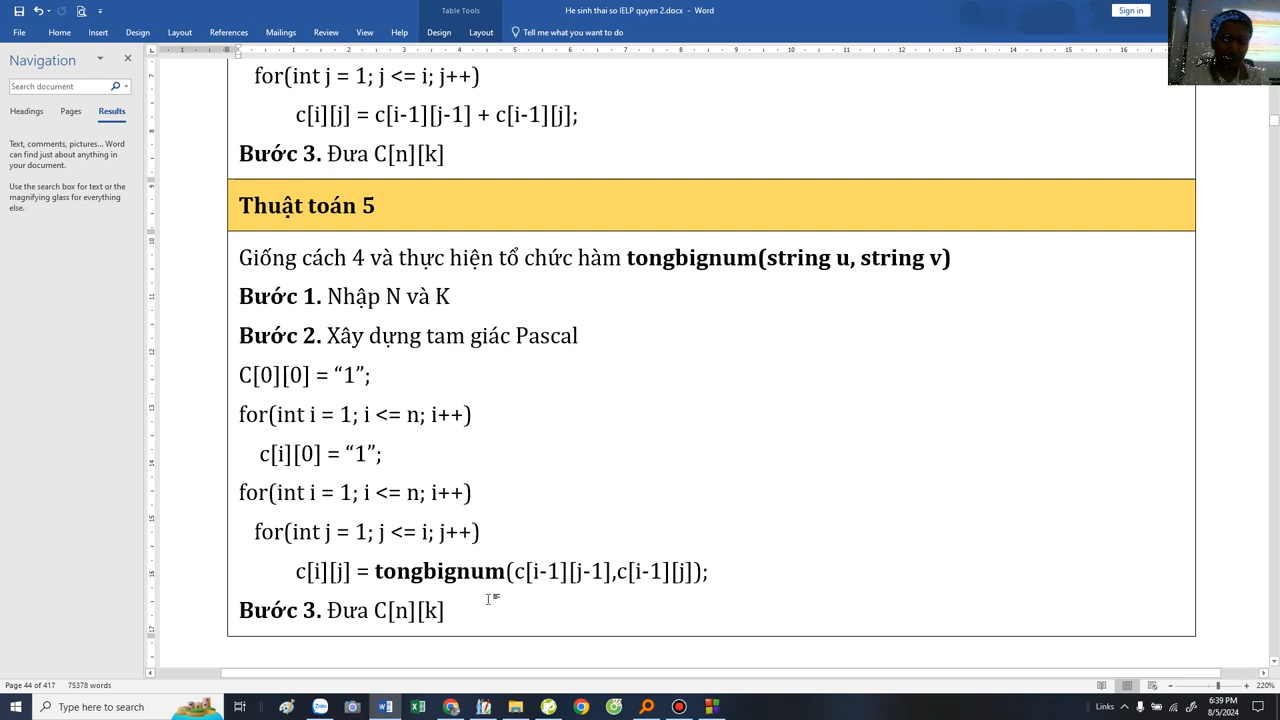 Table Tools
He sinh thai so IELP quyen 2.docx - Word
Sign in
File Home Insert Design Layout References Mailings Review View Help Design Layout Tell me what you want to do
Navigation
Search document
Headings Pages Results
Text, comments, pictures... Word
can find just about anything in
your document.
Use the search box for text or the
magnifying glass for everything
else.
for(int j = 1; j <= i; j++)
c[i][j] = c[i-1][j-1] + c[i-1][j];
Bước 3. Đưa C[n][k]
Thuật toán 5
Giống cách 4 và thực hiện tổ chức hàm tongbignum(string u, string v)
Bước 1. Nhập N và K
Bước 2. Xây dựng tam giác Pascal
C[0][0] = “1”;
for(int i = 1; i <= n; i++)
c[i][0] = “1”;
for(int i = 1; i <= n; i++)
for(int j = 1; j <= i; j++)
c[i][j] = tongbignum(c[i-1][j-1],c[i-1][j]);
Bước 3. Đưa C[n][k]
Page 44 of 417 75378 words
220%
Type here to search
Zalo
Links
6:39 PM
8/5/2024